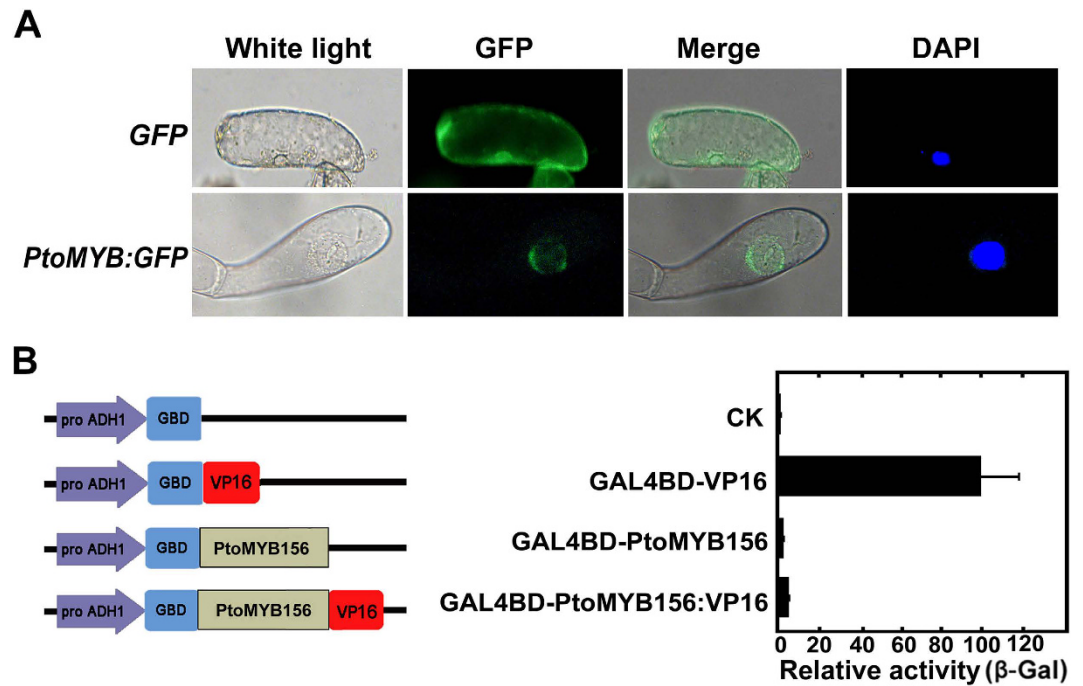 A
White light GFP Merge DAPI
GFP
PtoMYB:GFP
B
pro ADH1 GBD
pro ADH1 GBD VP16
pro ADH1 GBD PtoMYB156
pro ADH1 GBD PtoMYB156 VP16
CK
GAL4BD-VP16
GAL4BD-PtoMYB156
GAL4BD-PtoMYB156:VP16
0 20 40 60 80 100 120
Relative activity (β-Gal)